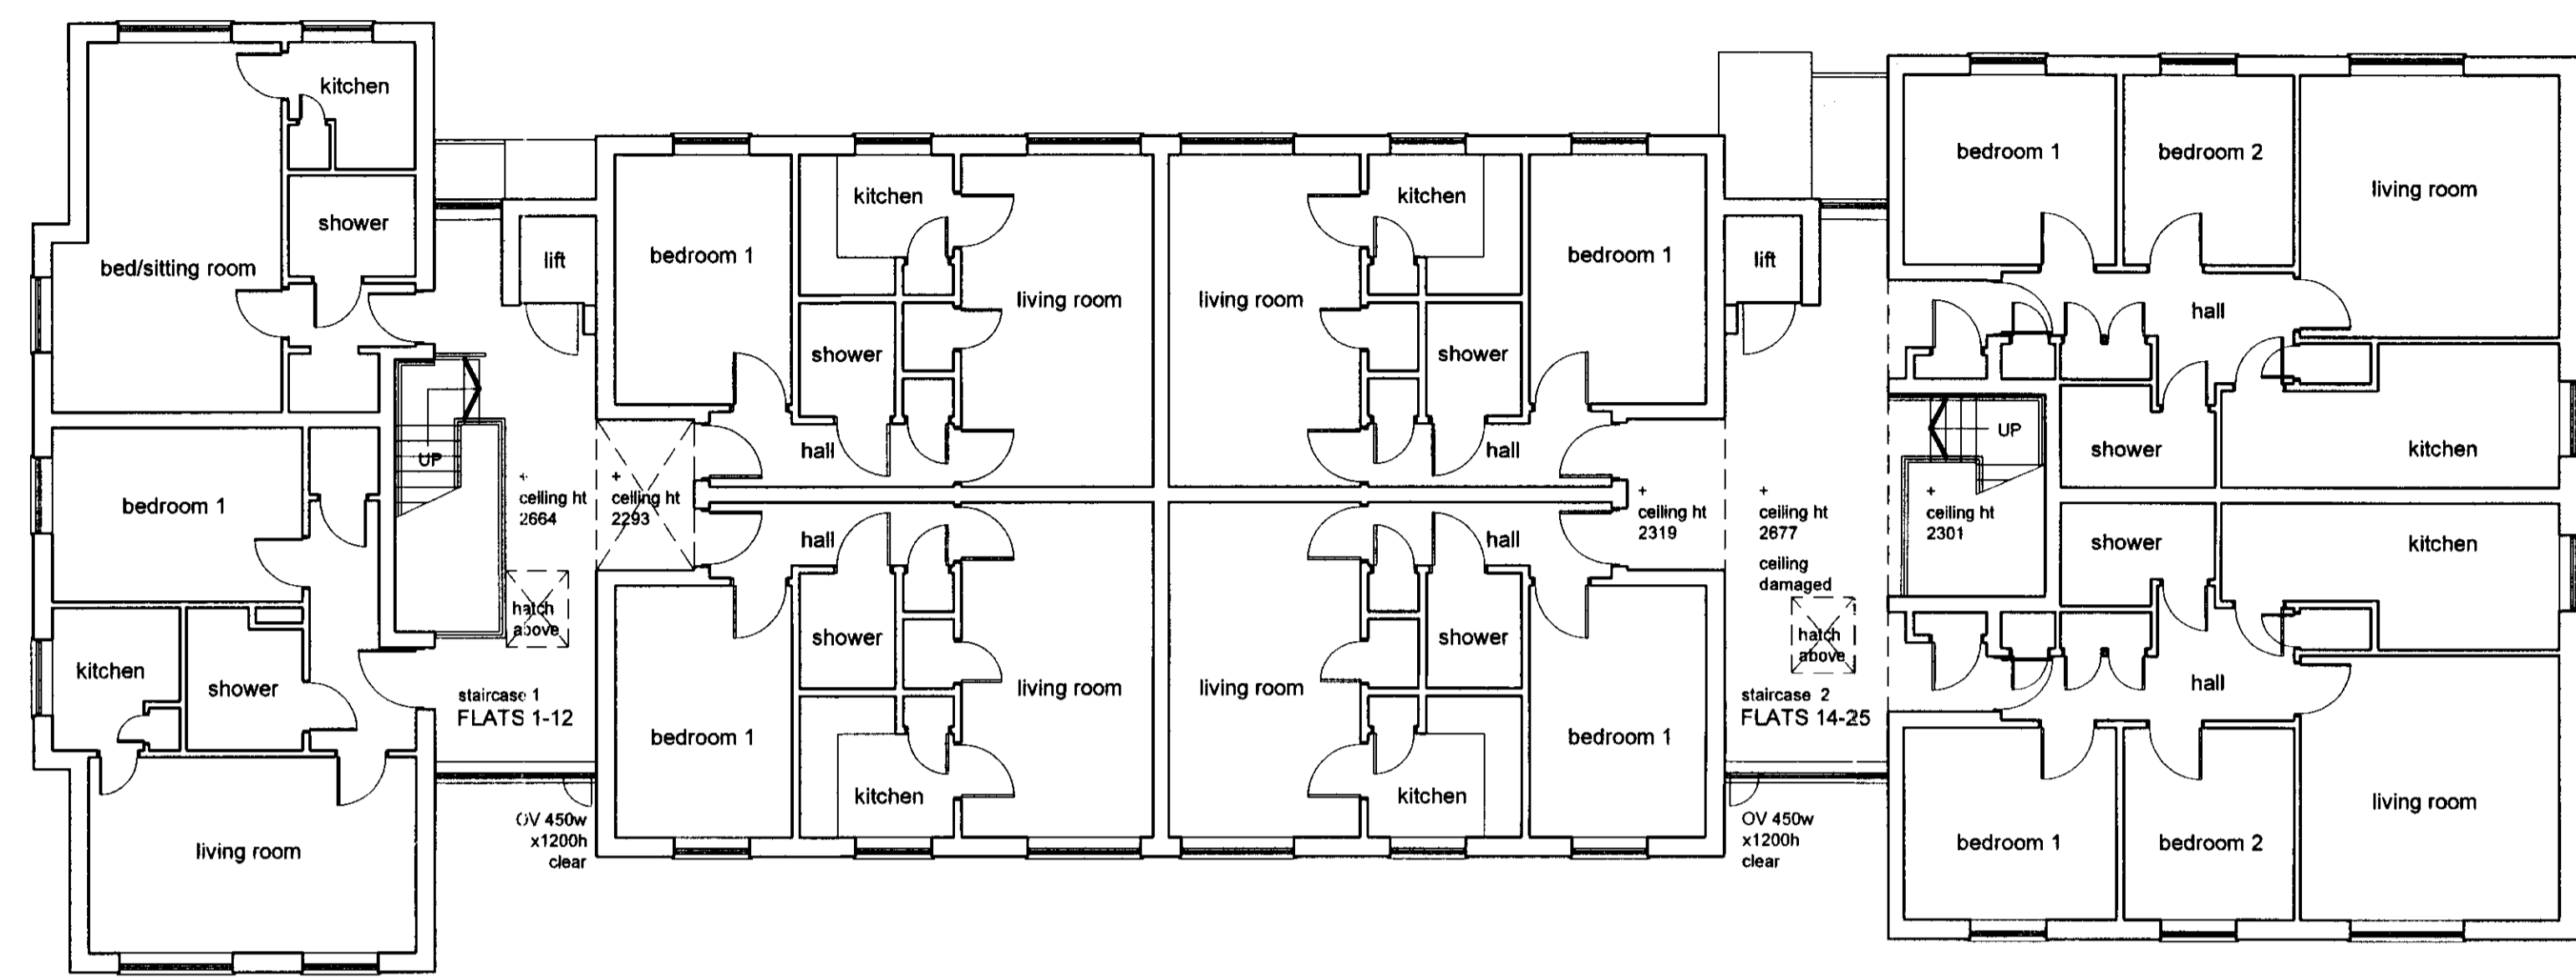 kitchen
shower
bed/sitting room
lift
bedroom 1
kitchen
living room
living room
kitchen
bedroom 1
lift
bedroom 1
bedroom 2
living room
hall
shower
shower
UP
hall
hall
UP
shower
kitchen
bedroom 1
+
ceiling ht
2664
+
ceiling ht
2293
+
ceiling ht
2319
+
ceiling ht
2677
ceiling
damaged
+
ceiling ht
2301
hall
hall
shower
kitchen
hatch
above
hatch
above
kitchen
shower
shower
living room
living room
shower
staircase 1
FLATS 1-12
bedroom 1
bedroom 1
staircase 2
FLATS 14-25
hall
kitchen
kitchen
living room
OV 450w
x1200h
clear
OV 450w
x1200h
clear
bedroom 1
bedroom 2
living room